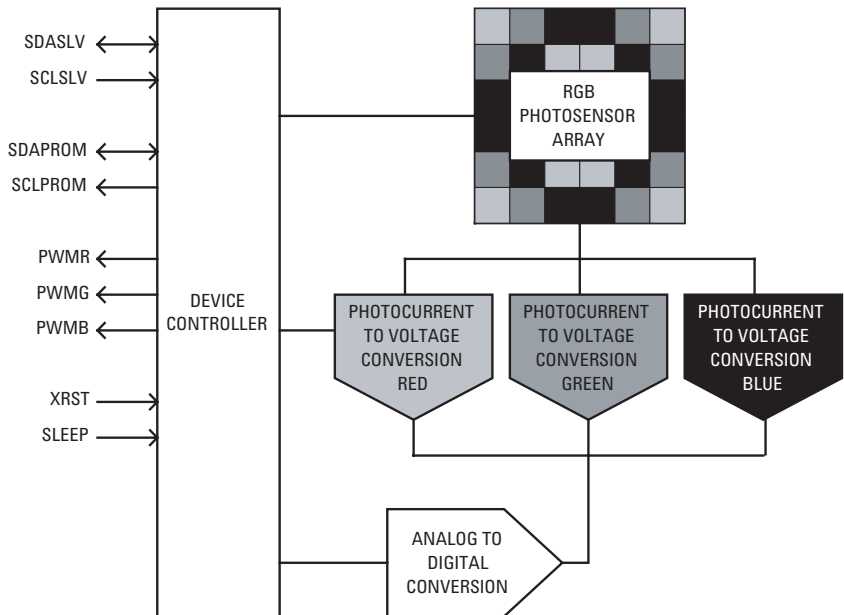 SDASLV
SCLSLV
SDAPROM
SCLPROM
PWMR
PWMG
PWMB
XRST
SLEEP
DEVICE
CONTROLLER
RGB
PHOTOSENSOR
ARRAY
PHOTOCURRENT
TO VOLTAGE
CONVERSION
RED
PHOTOCURRENT
TO VOLTAGE
CONVERSION
GREEN
PHOTOCURRENT
TO VOLTAGE
CONVERSION
BLUE
ANALOG TO
DIGITAL
CONVERSION